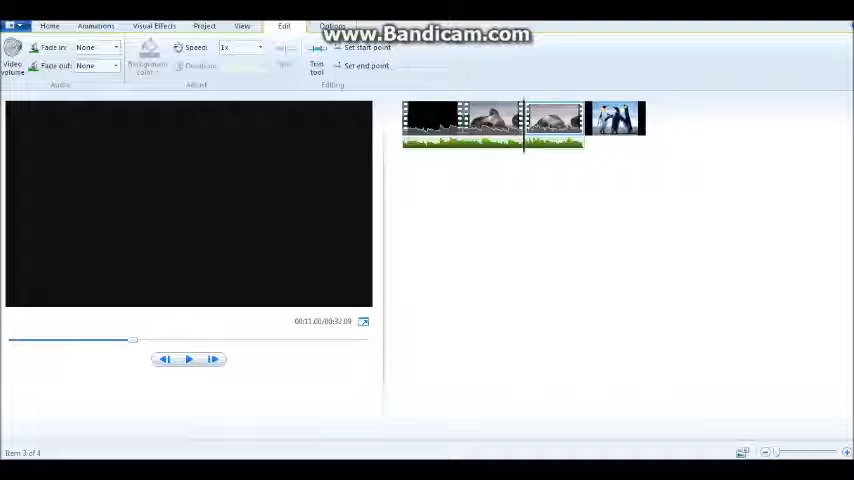 www.Bandicam.com
Home Animations Visual Effects Project View Edit Options
Fade in: None Speed: 1x Set start point
Video volume Fade out: None Background color Duration: Split Trim tool Set end point
Audio Adjust Editing
00:11.00/00:32.09
Item 3 of 4